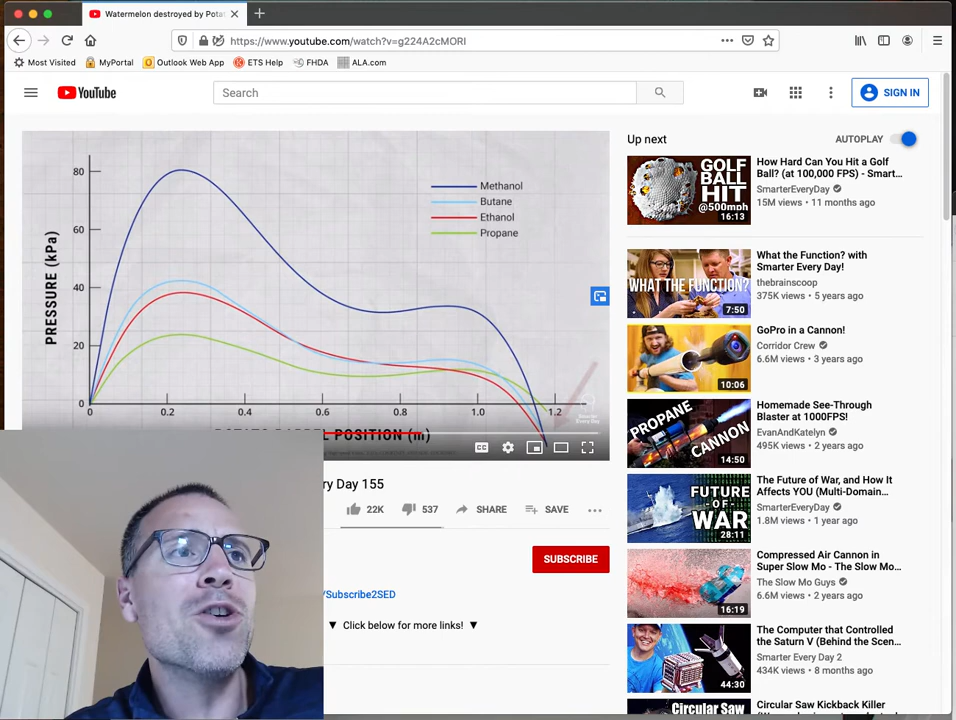 Watermelon destroyed by Pota
https://www.youtube.com/watch?v=g224A2cMORI
Most Visited MyPortal Outlook Web App ETS Help FHDA ALA.com
YouTube
Search
SIGN IN
80
60
40
20
0
PRESSURE (kPa)
Methanol
Butane
Ethanol
Propane
0 0.2 0.4 0.6 0.8 1.0 1.2
POSITION (m)
Smarter
Every Day
CC
ry Day 155
22K 537 SHARE SAVE
SUBSCRIBE
/Subscribe2SED
▼ Click below for more links! ▼
Up next
AUTOPLAY
GOLF
BALL
HIT
@500mph
16:13
How Hard Can You Hit a Golf
Ball? (at 100,000 FPS) - Smart...
SmarterEveryDay
15M views • 11 months ago
WHAT THE FUNCTION?
7:50
What the Function? with
Smarter Every Day!
thebrainscoop
375K views • 5 years ago
10:06
GoPro in a Cannon!
Corridor Crew
6.6M views • 3 years ago
PROPANE
CANNON
14:50
Homemade See-Through
Blaster at 1000FPS!
EvanAndKatelyn
495K views • 2 years ago
FUTURE
-OF-
WAR
28:11
The Future of War, and How It
Affects YOU (Multi-Domain...
SmarterEveryDay
1.8M views • 1 year ago
16:19
Compressed Air Cannon in
Super Slow Mo - The Slow Mo...
The Slow Mo Guys
6.6M views • 2 years ago
44:30
The Computer that Controlled
the Saturn V (Behind the Scen...
Smarter Every Day 2
434K views • 8 months ago
Circular Saw
Circular Saw Kickback Killer